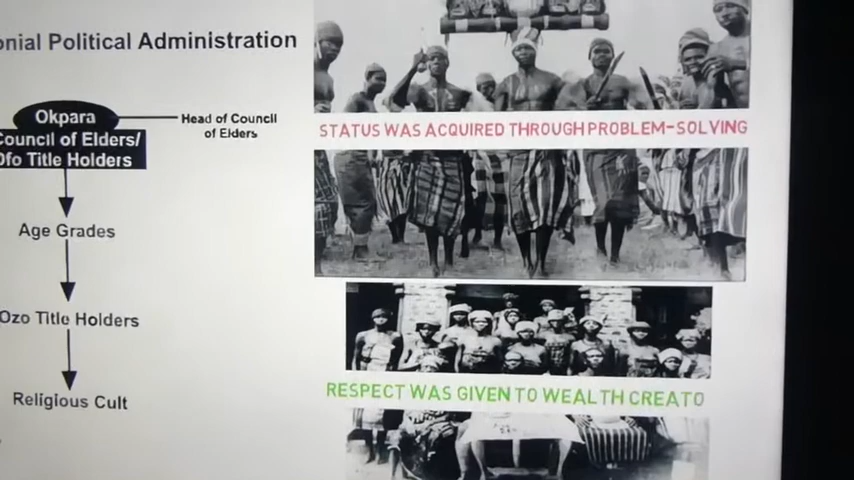 onial Political Administration
Okpara
Council of Elders/
Ofo Title Holders
Head of Council
of Elders
Age Grades
Ozo Title Holders
Religious Cult
STATUS WAS ACQUIRED THROUGH PROBLEM-SOLVING
RESPECT WAS GIVEN TO WEALTH CREATO